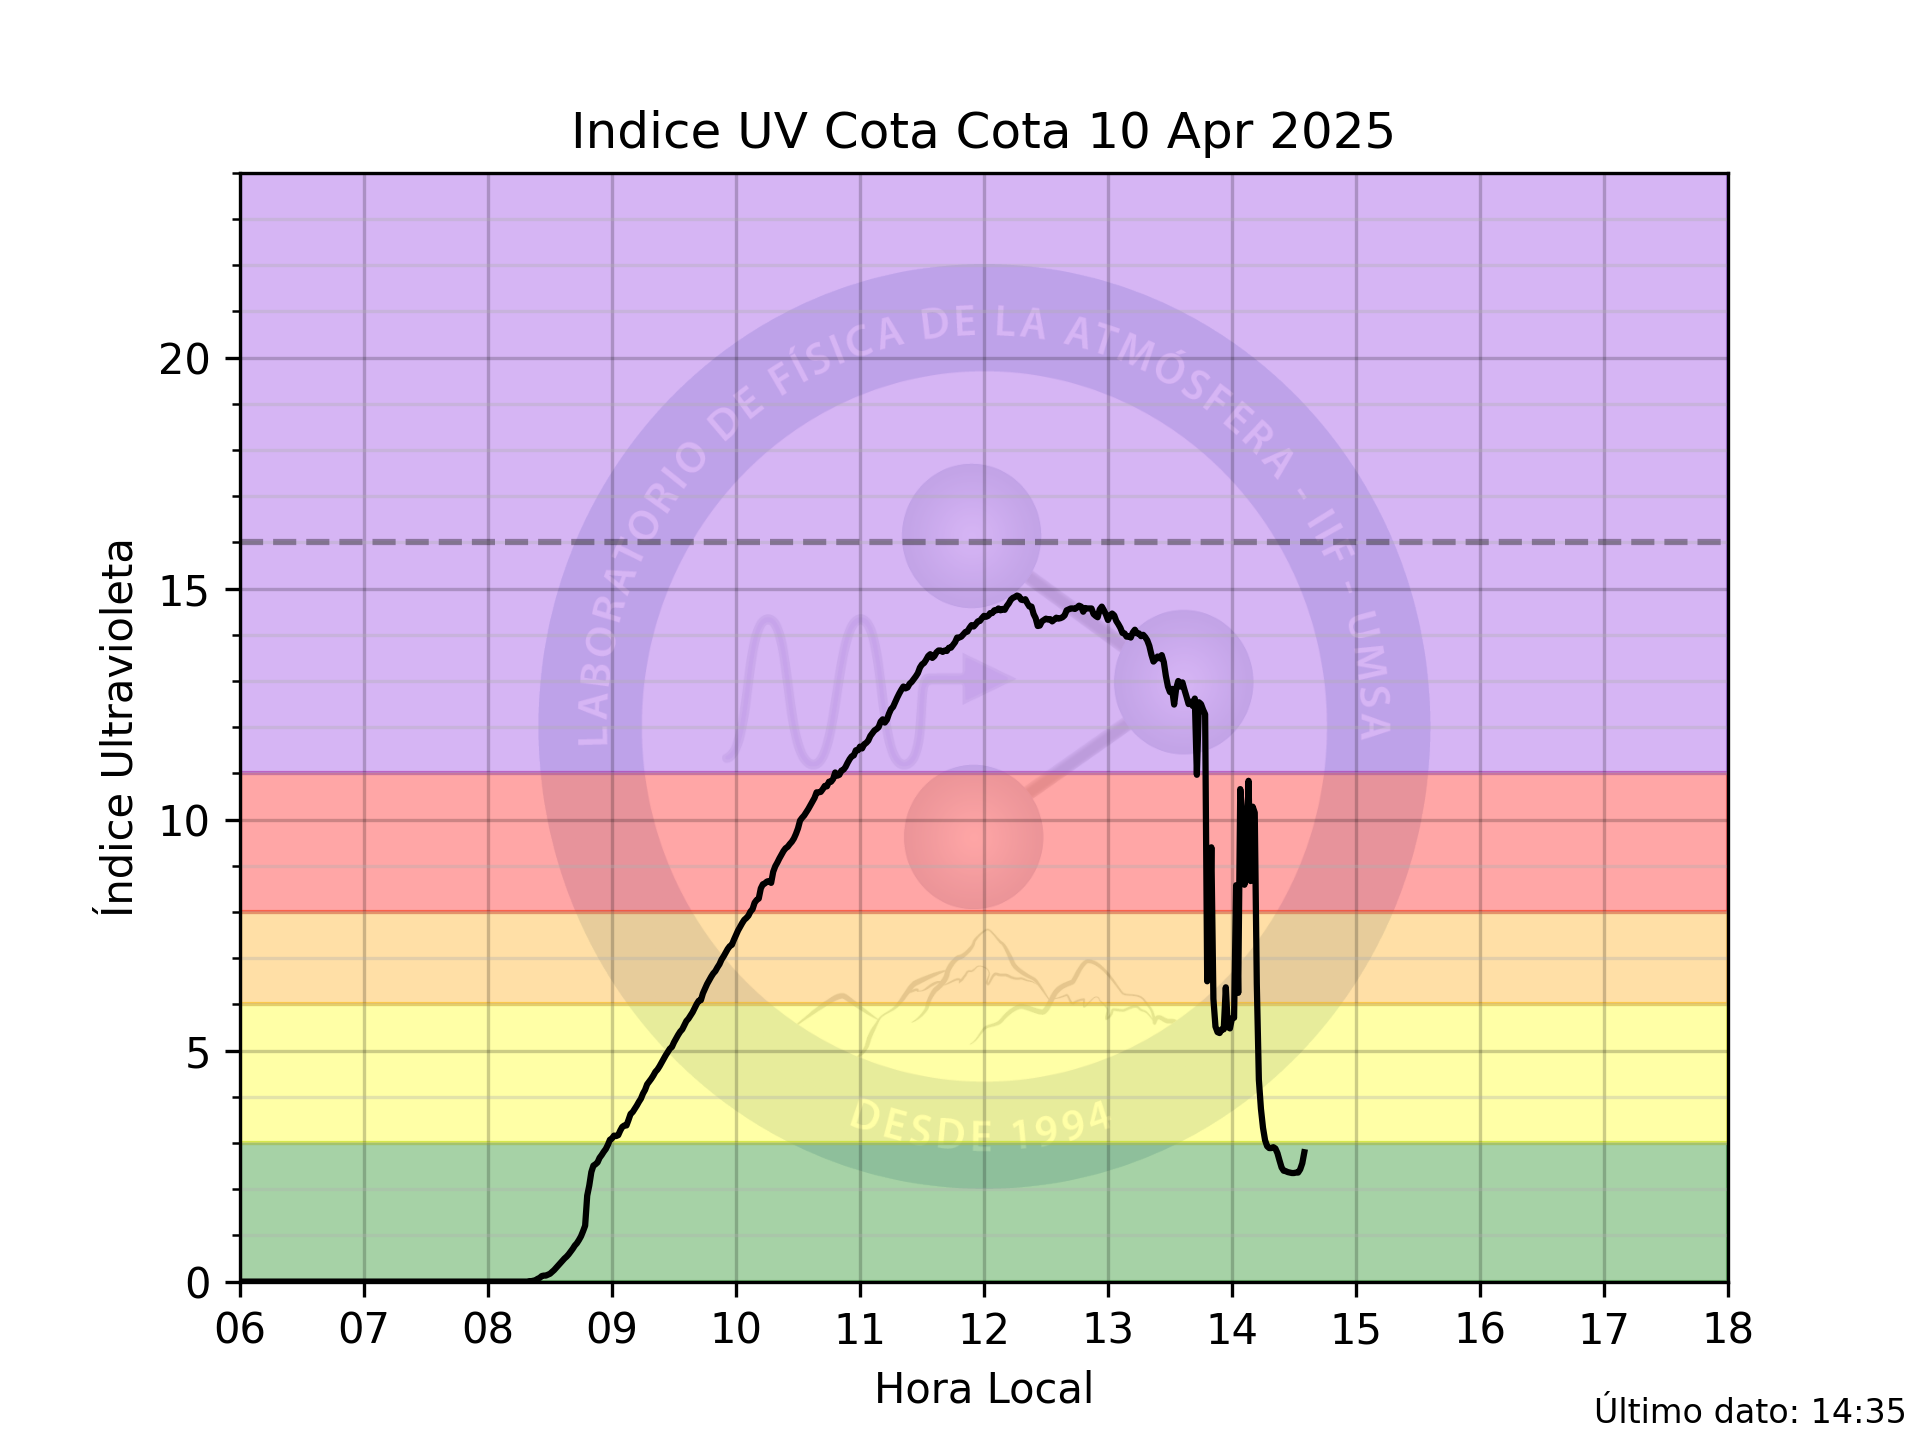 Indice UV Cota Cota 10 Apr 2025
LABORATORIO DE FÍSICA DE LA ATMÓSFERA - IIF - UMSA
DESDE 1994
Índice Ultravioleta
20
15
10
5
0
06 07 08 09 10 11 12 13 14 15 16 17 18
Hora Local
Último dato: 14:35